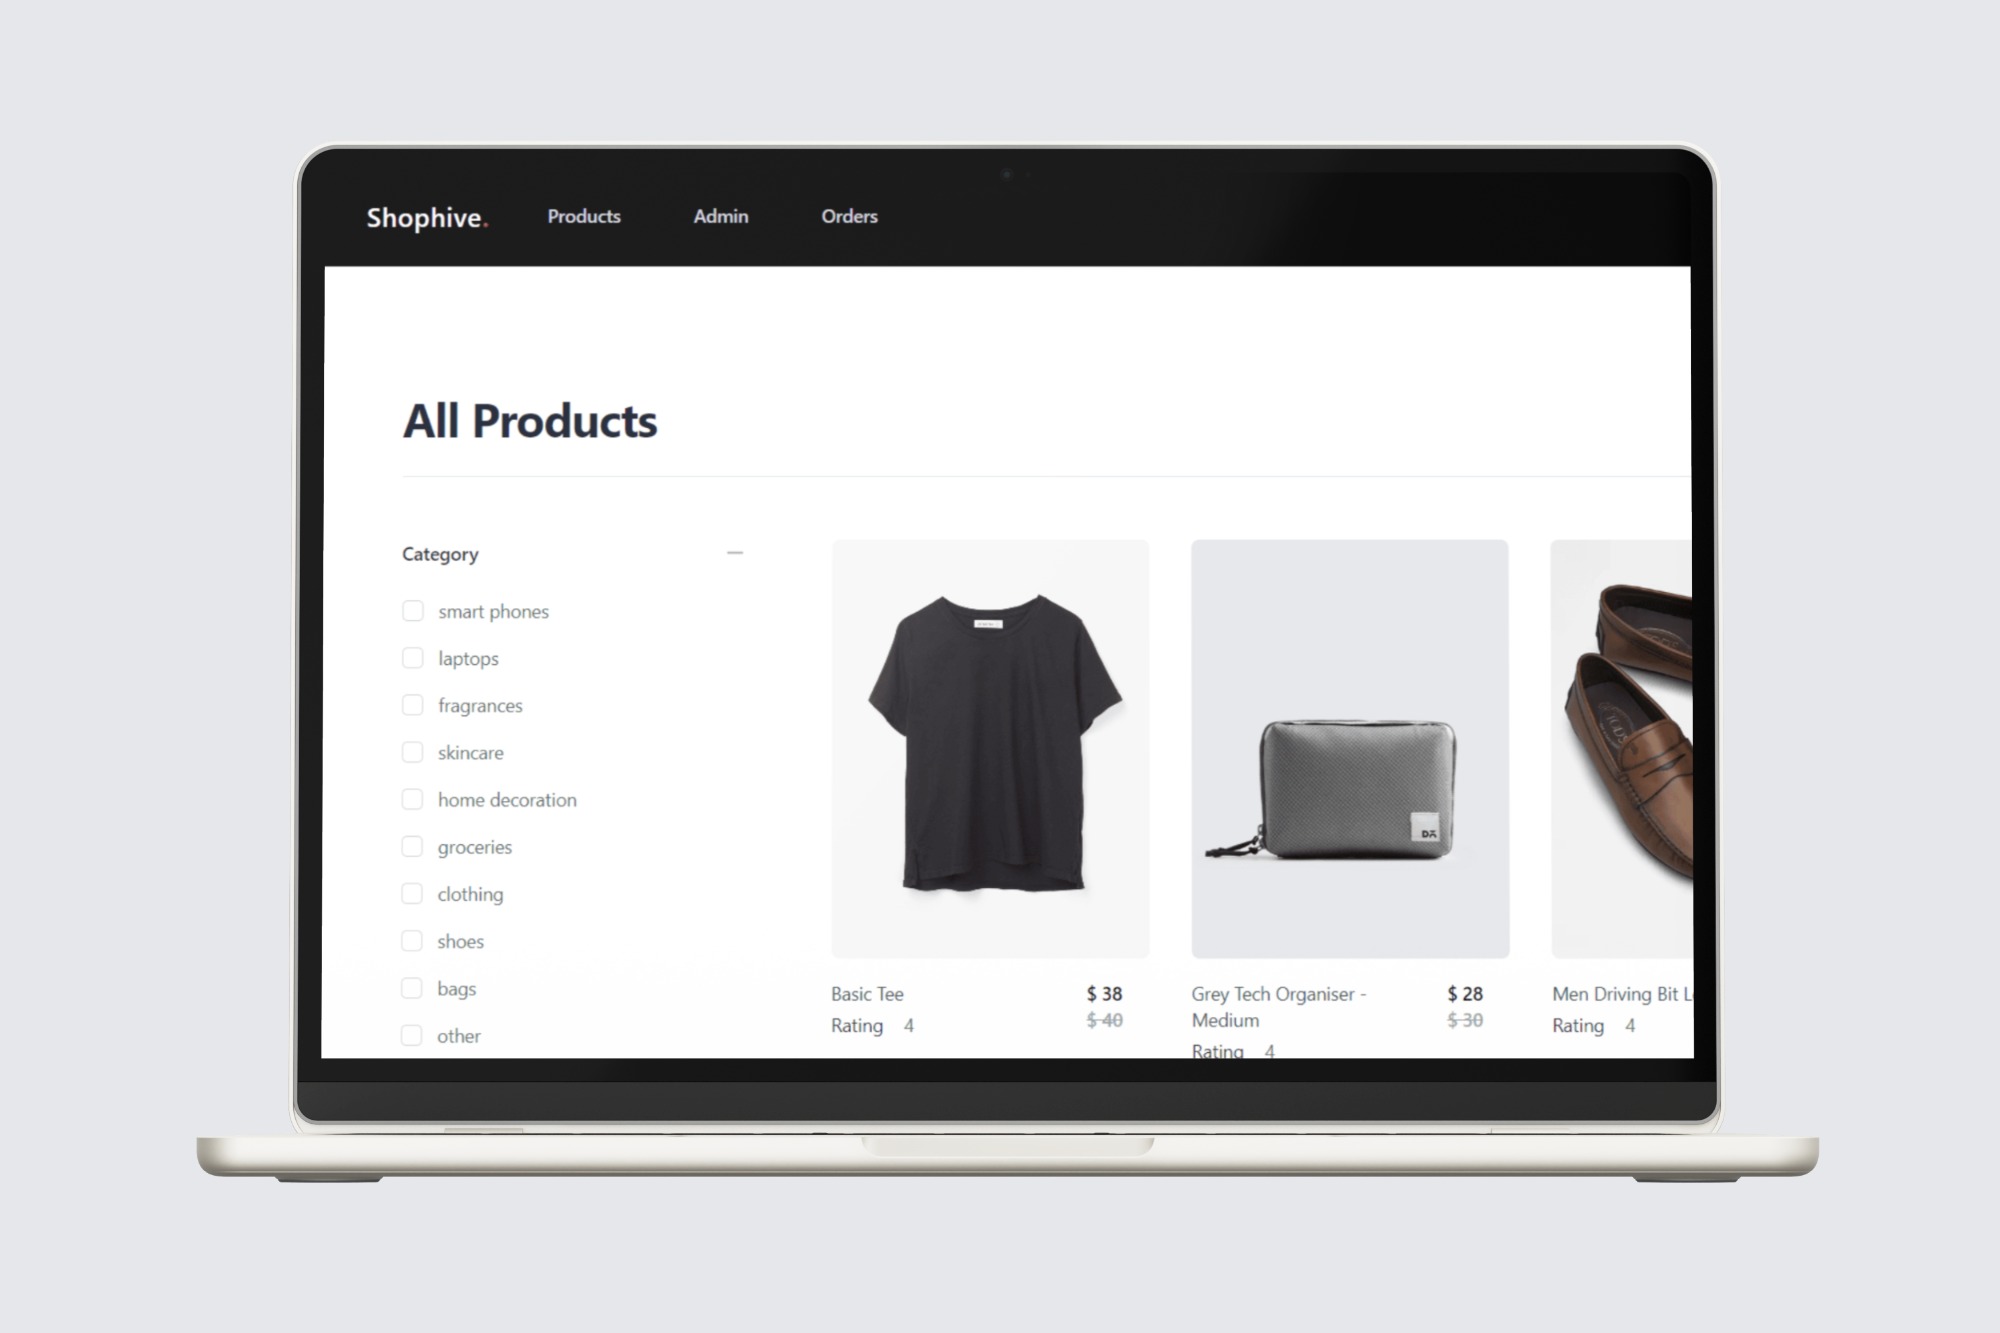 Shophive. Products Admin Orders
All Products
Category
smart phones
laptops
fragrances
skincare
home decoration
groceries
clothing
shoes
bags
other
DA
Basic Tee $ 38
Rating 4 $ 40
Grey Tech Organiser - $ 28
Medium $ 30
Rating 4
Men Driving Bit L
Rating 4